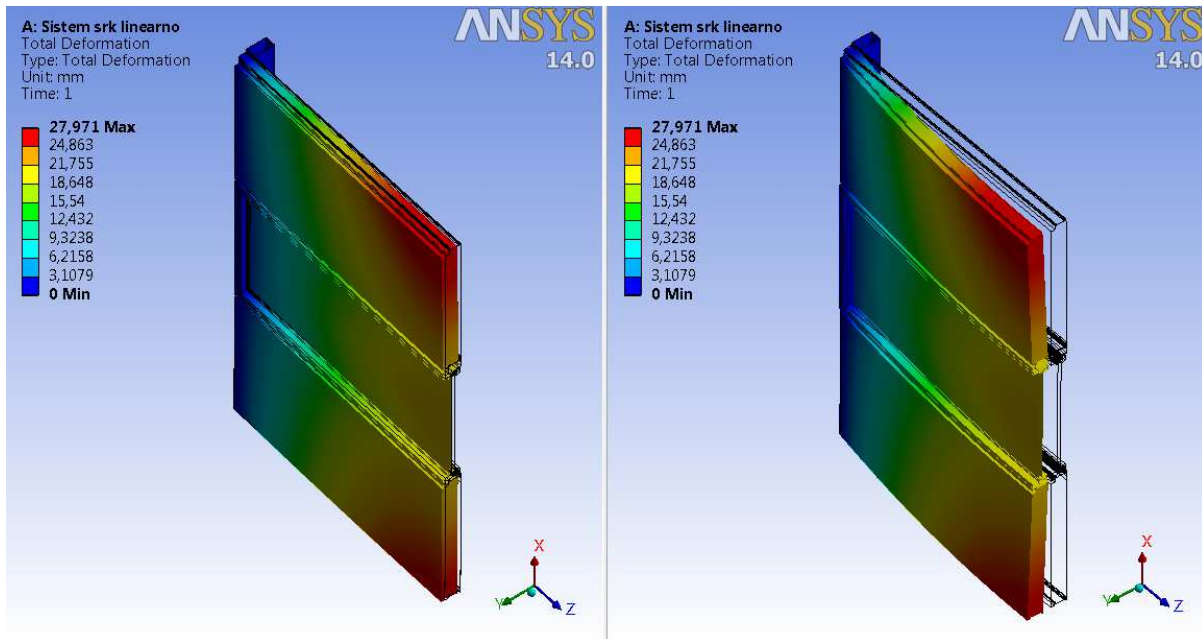 A: Sistem srk linearno
Total Deformation
Type: Total Deformation
Unit: mm
Time: 1
27,971 Max
24,863
21,755
18,648
15,54
12,432
9,3238
6,2158
3,1079
0 Min
ANSYS
14.0
X
Y
Z
A: Sistem srk linearno
Total Deformation
Type: Total Deformation
Unit: mm
Time: 1
27,971 Max
24,863
21,755
18,648
15,54
12,432
9,3238
6,2158
3,1079
0 Min
ANSYS
14.0
X
Y
Z